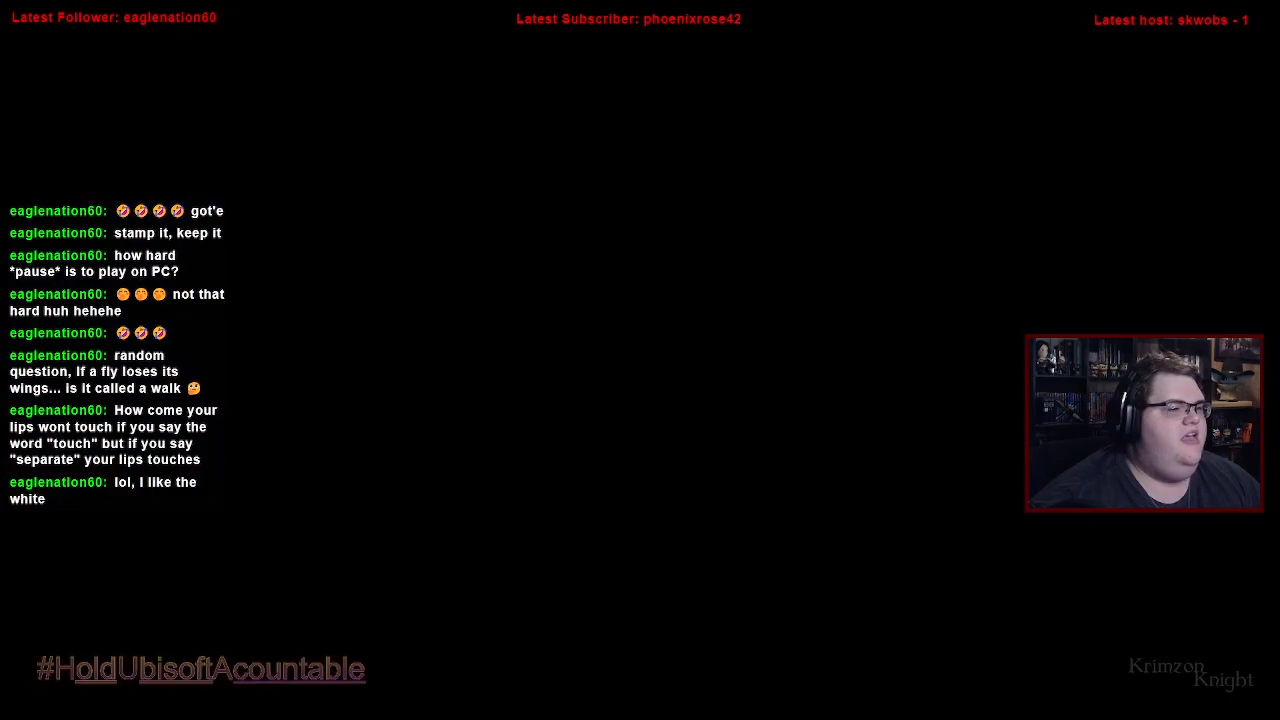 Latest Follower: eaglenation60
Latest Subscriber: phoenixrose42
Latest host: skwobs - 1
eaglenation60: 🤣 🤣 🤣 🤣 got'e
eaglenation60: stamp it, keep it
eaglenation60: how hard
*pause* is to play on PC?
eaglenation60: 🤭 🤭 🤭 not that
hard huh hehehe
eaglenation60: 🤣 🤣 🤣
eaglenation60: random
question, If a fly loses its
wings... is it called a walk 🤔
eaglenation60: How come your
lips wont touch if you say the
word "touch" but if you say
"separate" your lips touches
eaglenation60: lol, I like the
white
#HoldUbisoftAcountable
Krimzon
Knight